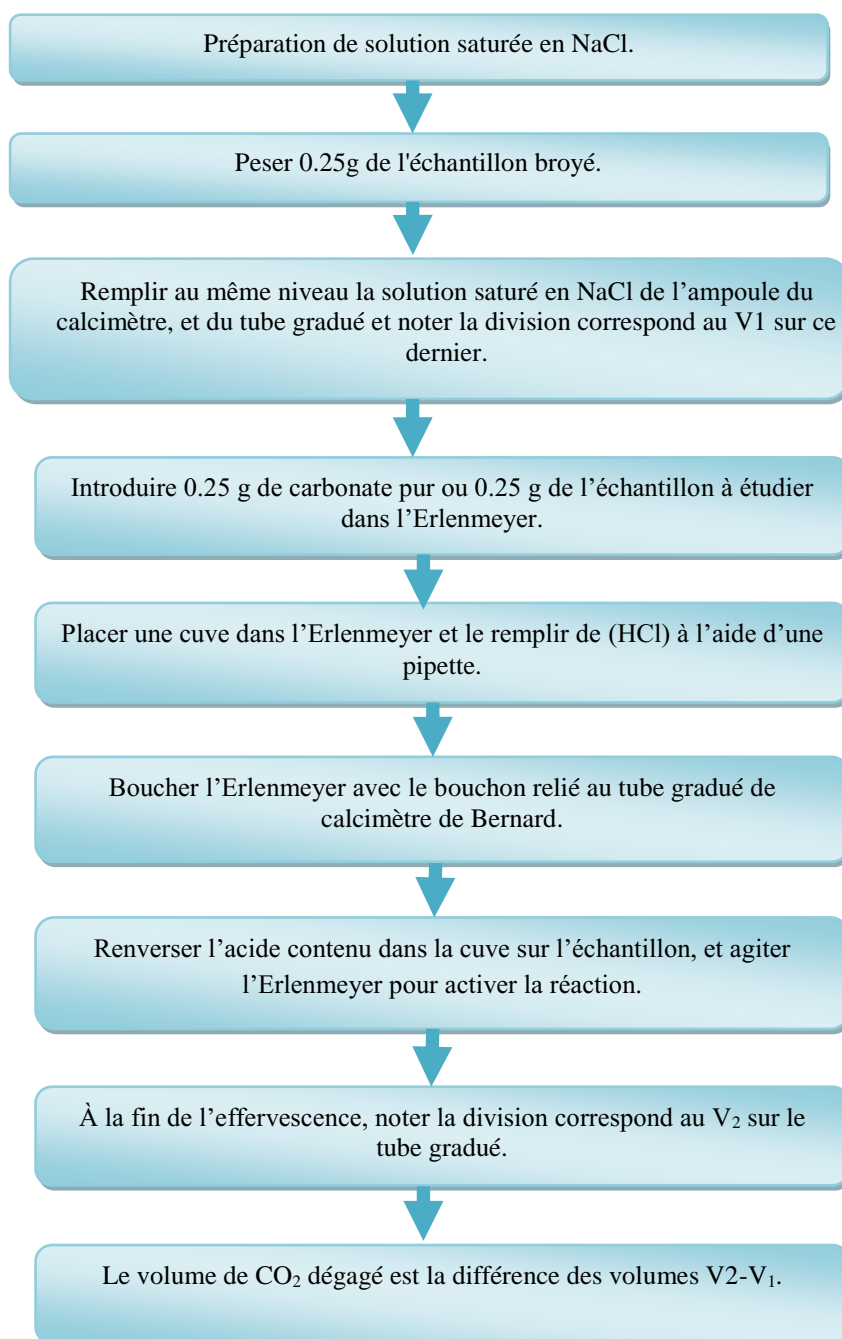 Préparation de solution saturée en NaCl.
Peser 0.25g de l'échantillon broyé.
Remplir au même niveau la solution saturé en NaCl de l’ampoule du
calcimètre, et du tube gradué et noter la division correspond au V1 sur ce
dernier.
Introduire 0.25 g de carbonate pur ou 0.25 g de l’échantillon à étudier
dans l’Erlenmeyer.
Placer une cuve dans l’Erlenmeyer et le remplir de (HCl) à l’aide d’une
pipette.
Boucher l’Erlenmeyer avec le bouchon relié au tube gradué de
calcimètre de Bernard.
Renverser l’acide contenu dans la cuve sur l’échantillon, et agiter
l’Erlenmeyer pour activer la réaction.
À la fin de l’effervescence, noter la division correspond au V₂ sur le
tube gradué.
Le volume de CO₂ dégagé est la différence des volumes V2-V₁.